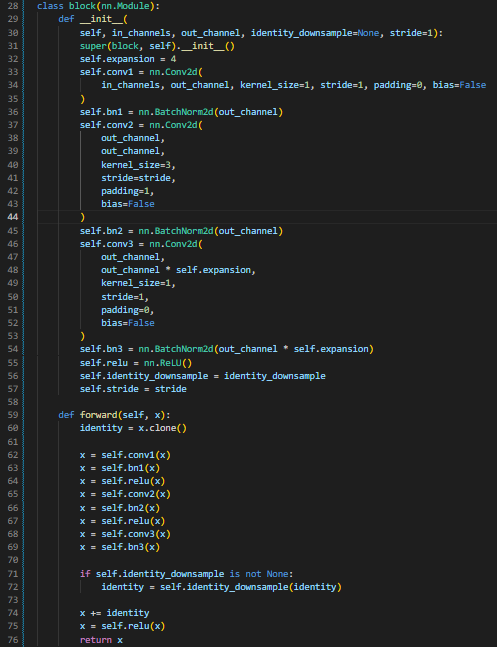 28 class block(nn.Module):
29     def __init__(
30         self, in_channels, out_channel, identity_downsample=None, stride=1):
31         super(block, self).__init__()
32         self.expansion = 4
33         self.conv1 = nn.Conv2d(
34             in_channels, out_channel, kernel_size=1, stride=1, padding=0, bias=False
35         )
36         self.bn1 = nn.BatchNorm2d(out_channel)
37         self.conv2 = nn.Conv2d(
38             out_channel,
39             out_channel,
40             kernel_size=3,
41             stride=stride,
42             padding=1,
43             bias=False
44         )
45         self.bn2 = nn.BatchNorm2d(out_channel)
46         self.conv3 = nn.Conv2d(
47             out_channel,
48             out_channel * self.expansion,
49             kernel_size=1,
50             stride=1,
51             padding=0,
52             bias=False
53         )
54         self.bn3 = nn.BatchNorm2d(out_channel * self.expansion)
55         self.relu = nn.ReLU()
56         self.identity_downsample = identity_downsample
57         self.stride = stride
58
59     def forward(self, x):
60         identity = x.clone()
61
62         x = self.conv1(x)
63         x = self.bn1(x)
64         x = self.relu(x)
65         x = self.conv2(x)
66         x = self.bn2(x)
67         x = self.relu(x)
68         x = self.conv3(x)
69         x = self.bn3(x)
70
71         if self.identity_downsample is not None:
72             identity = self.identity_downsample(identity)
73
74         x += identity
75         x = self.relu(x)
76         return x